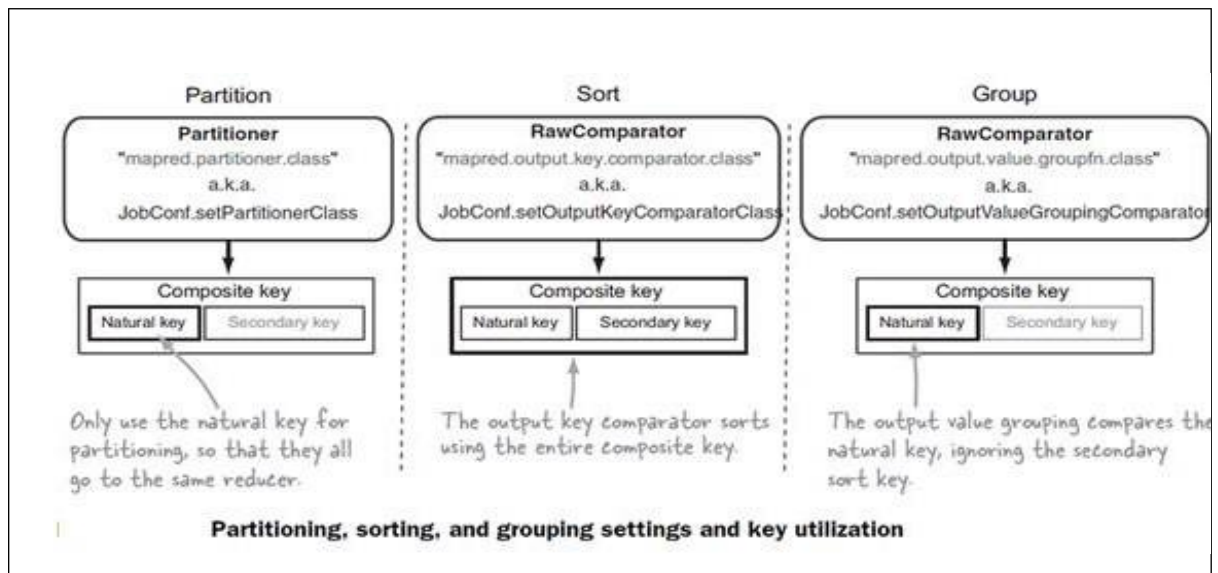 Partition
Partitioner
"mapred.partitioner.class"
a.k.a.
JobConf.setPartitionerClass
Composite key
Natural key
Secondary key
Only use the natural key for
partitioning, so that they all
go to the same reducer.
Sort
RawComparator
"mapred.output.key.comparator.class"
a.k.a.
JobConf.setOutputKeyComparatorClass
Composite key
Natural key
Secondary key
The output key comparator sorts
using the entire composite key.
Group
RawComparator
"mapred.output.value.groupfn.class"
a.k.a.
JobConf.setOutputValueGroupingComparator
Composite key
Natural key
Secondary key
The output value grouping compares the
natural key, ignoring the secondary
sort key.
Partitioning, sorting, and grouping settings and key utilization